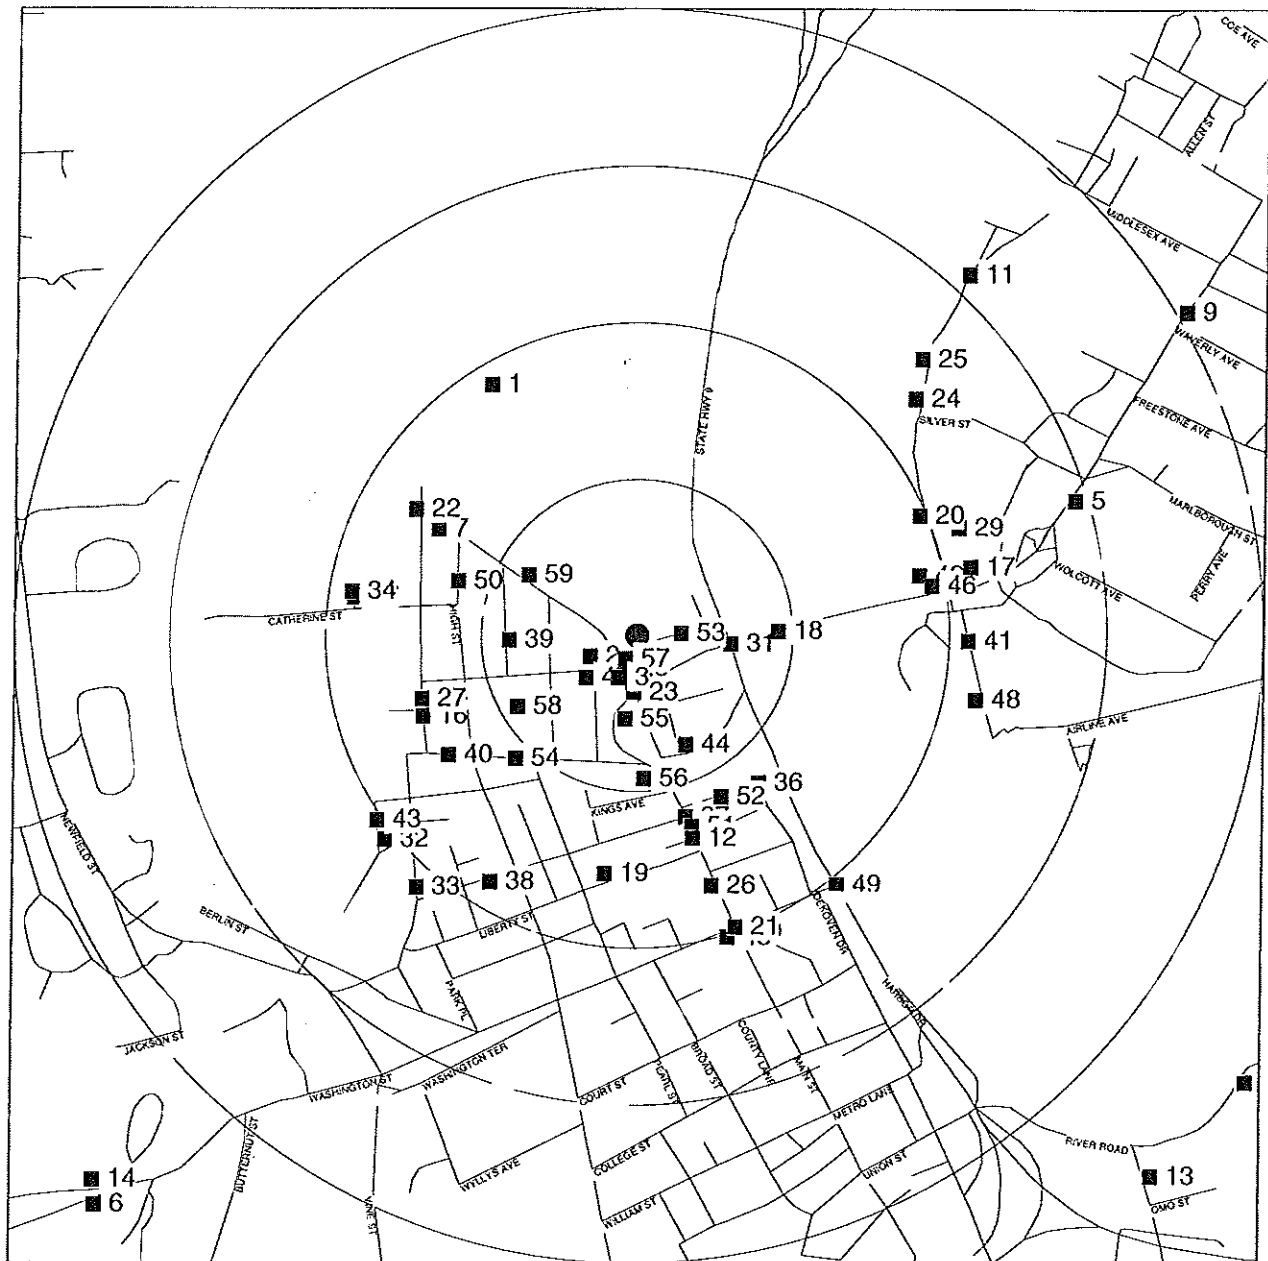 COE AVE
ALLEN ST
MIDDLESEX AVE
11
9
WAVERLY AVE
25
1
24
STATE HWY 9
FREESTONE AVE
SILVER ST
22
5
20
MARLBOROUGH ST
7
29
17
59
50
WOLCOTT AVE
PERRY AVE
46
34
CATHERINE ST
HIGH ST
18
53
39
31
41
2
57
4
3
23
27
48
58
16
55
AIRLINE AVE
44
40
54
56
36
52
KINGS AVE
43
NEWFIELD ST
12
32
19
38
33
26
49
LIBERTY ST
BERLIN ST
21
DEKOVEN DR
PARK PL
HARBOR DR
JACKSON ST
COUNTY LANE
WASHINGTON TER
BROAD ST
PEARL ST
MAIN ST
WASHINGTON ST
COURT ST
METRO LANE
RIVER ROAD
BUTTERNUT ST
COLLEGE ST
UNION ST
WYLLYS AVE
14
13
6
VINE ST
WILLIAM ST
OMO ST